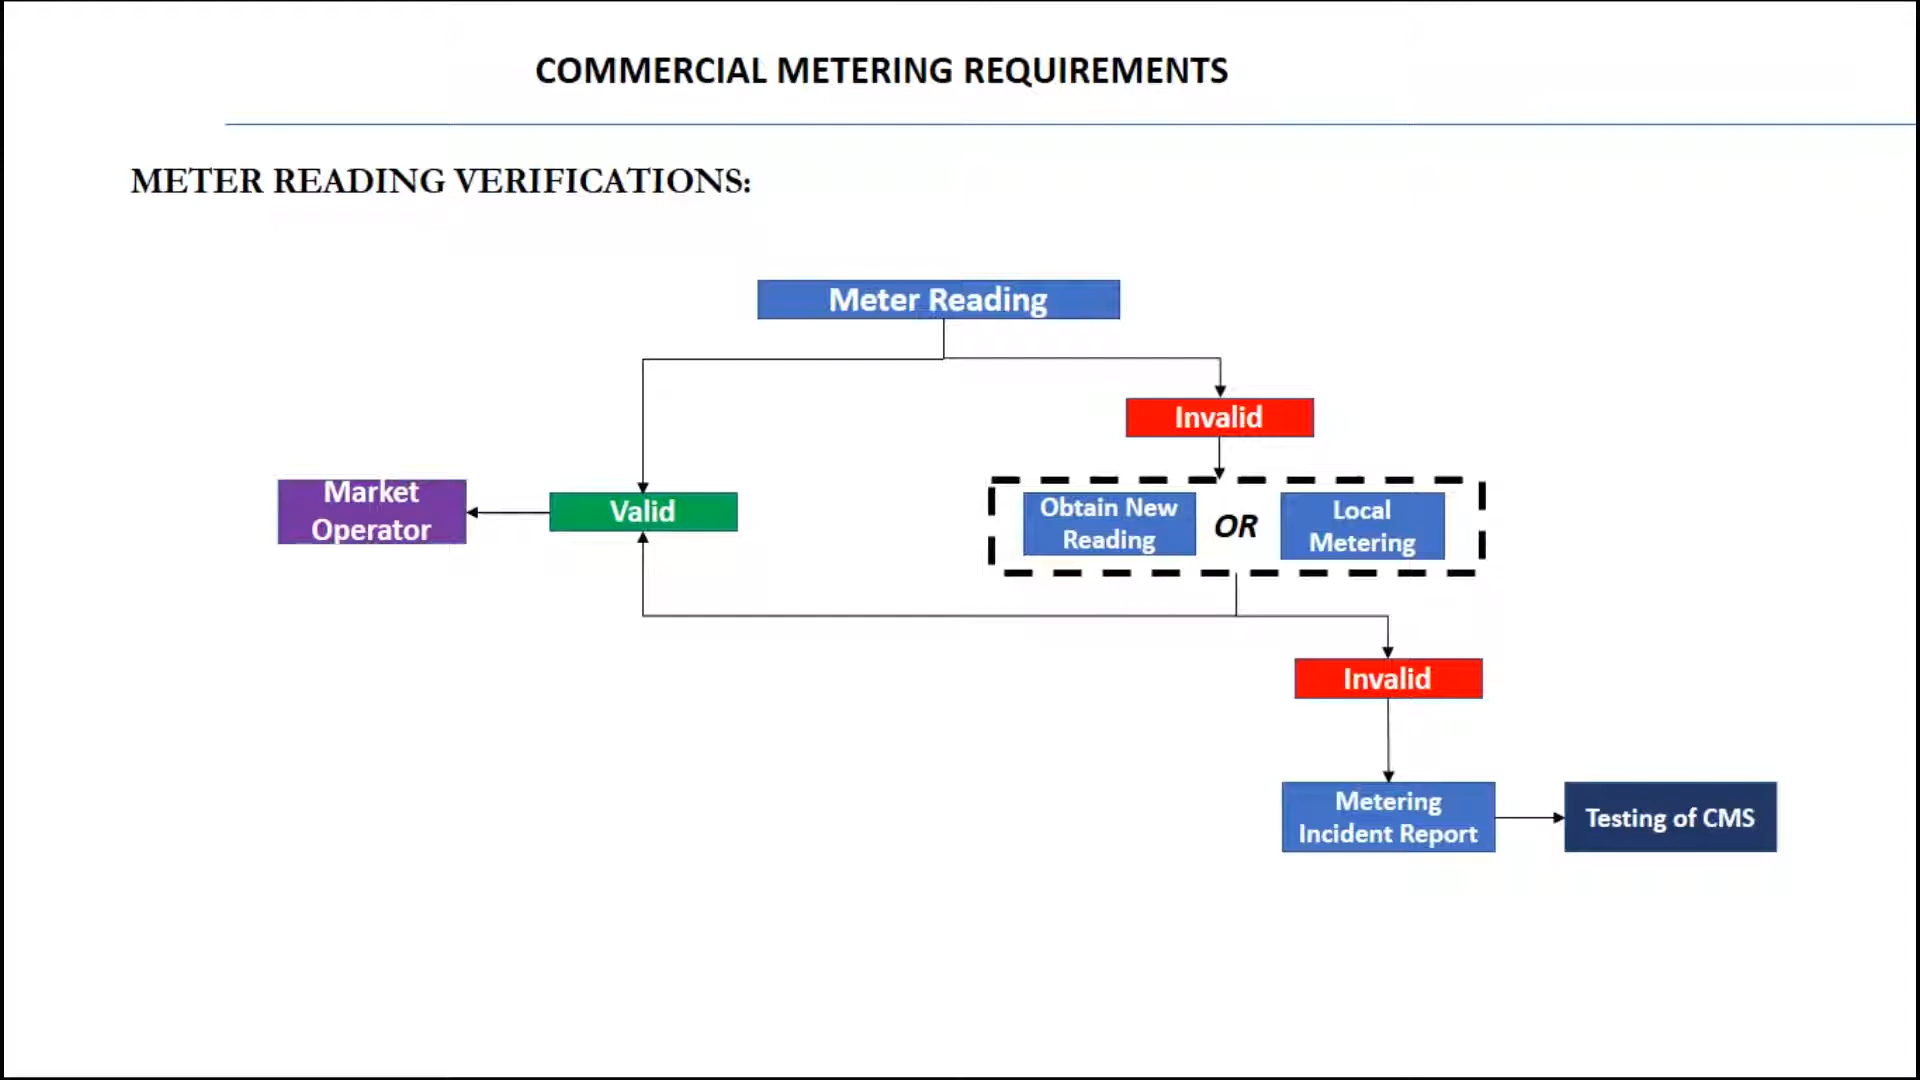 COMMERCIAL METERING REQUIREMENTS
METER READING VERIFICATIONS:
Meter Reading
Invalid
Market
Operator
Valid
Obtain New
Reading
OR
Local
Metering
Invalid
Metering
Incident Report
Testing of CMS